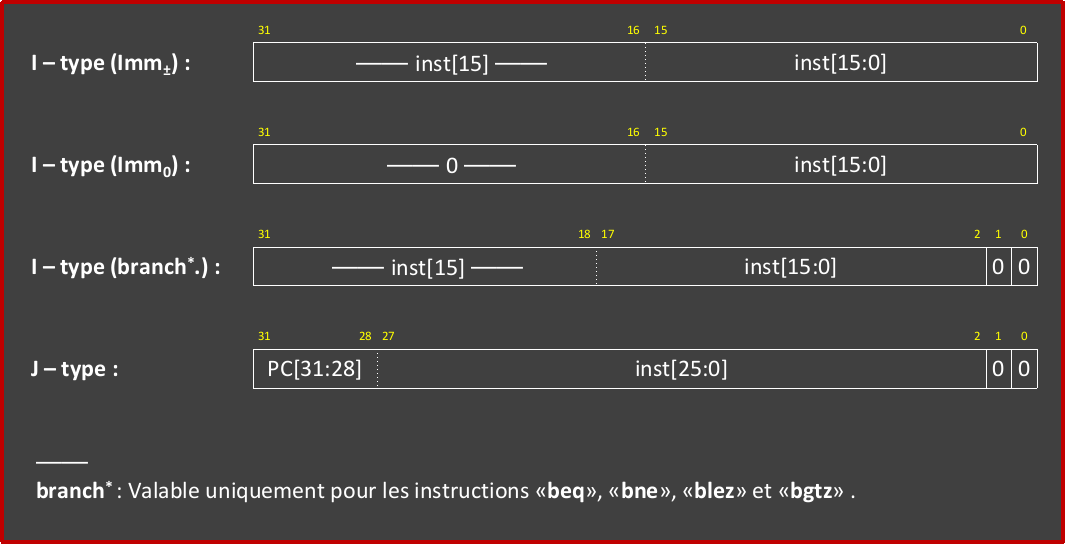 31 16 15 0
I – type (Imm±) : inst[15] inst[15:0]
31 16 15 0
I – type (Imm0) : 0 inst[15:0]
31 18 17 2 1 0
I – type (branch*.) : inst[15] inst[15:0] 0 0
31 28 27 2 1 0
J – type : PC[31:28] inst[25:0] 0 0
branch* : Valable uniquement pour les instructions «beq», «bne», «blez» et «bgtz» .